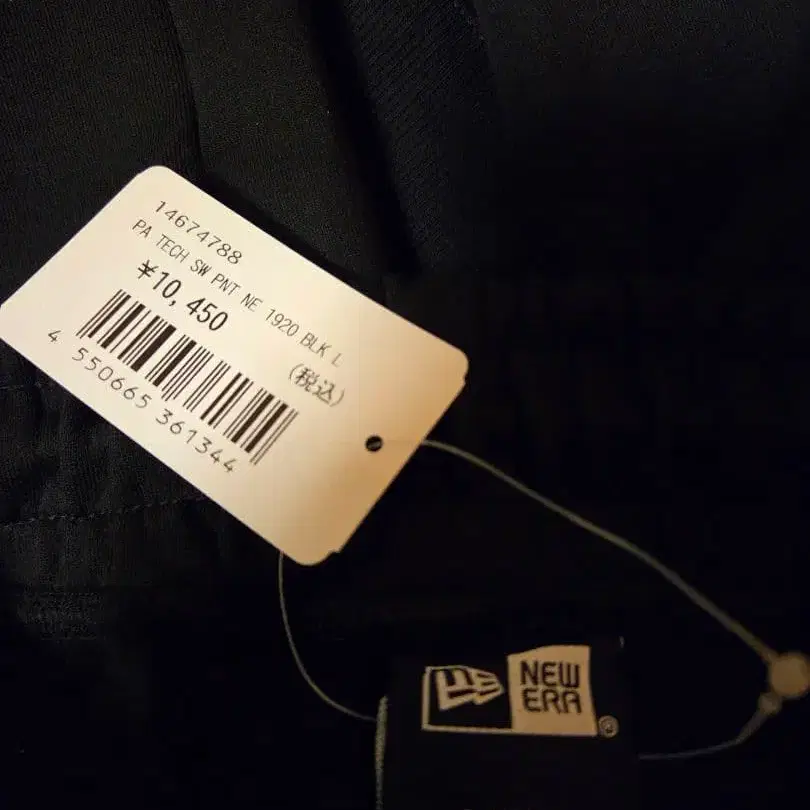 14674788
PA TECH SW PNT NE 1920 BLK L
¥10,450
(税込)
4 550665 361344
NEW
ERA
®